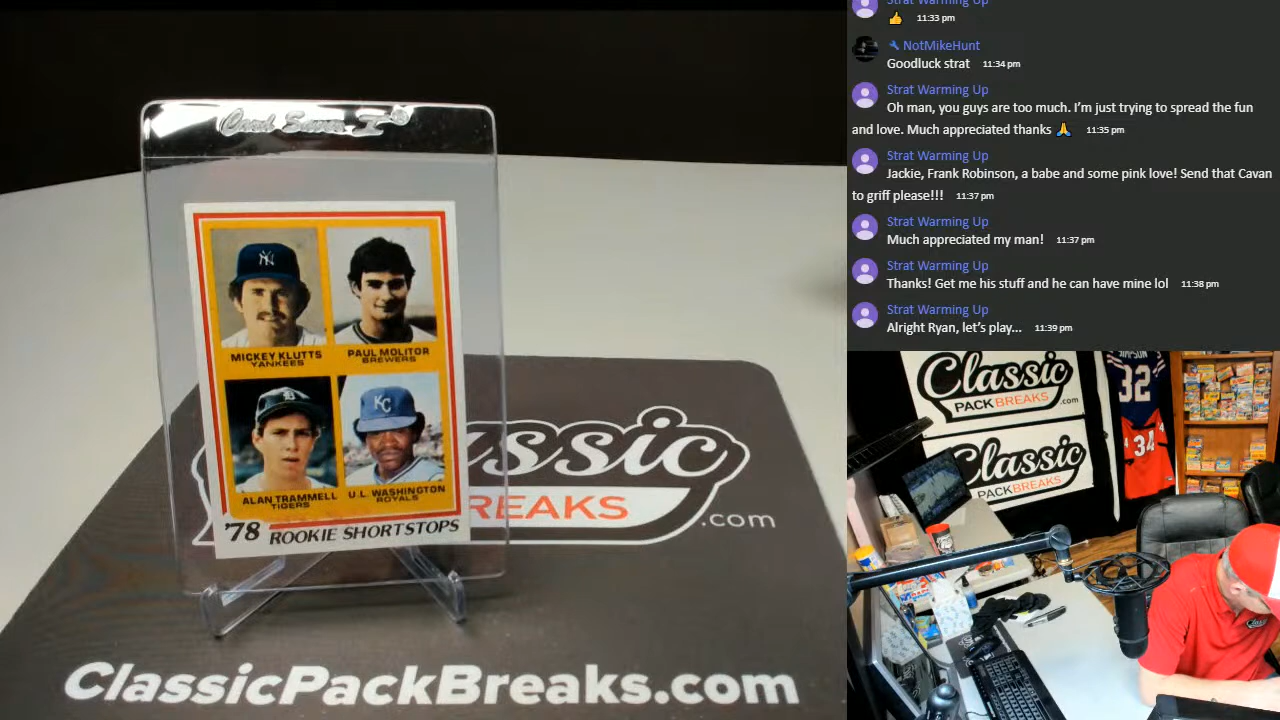 Card Saver I
NY
MICKEY KLUTTS
YANKEES
PAUL MOLITOR
BREWERS
KC
ALAN TRAMMELL
TIGERS
U.L. WASHINGTON
ROYALS
'78 ROOKIE SHORTSTOPS
Classic
BREAKS.com
ClassicPackBreaks.com
Strat Warming Up
👍 11:33 pm
NotMikeHunt
Goodluck strat 11:34 pm
Strat Warming Up
Oh man, you guys are too much. I'm just trying to spread the fun
and love. Much appreciated thanks 🙏 11:35 pm
Strat Warming Up
Jackie, Frank Robinson, a babe and some pink love! Send that Cavan
to griff please!!! 11:37 pm
Strat Warming Up
Much appreciated my man! 11:37 pm
Strat Warming Up
Thanks! Get me his stuff and he can have mine lol 11:38 pm
Strat Warming Up
Alright Ryan, let's play... 11:39 pm
Classic
PACK BREAKS.com
Classic
PACK BREAKS.com
SIMPSON
32
34